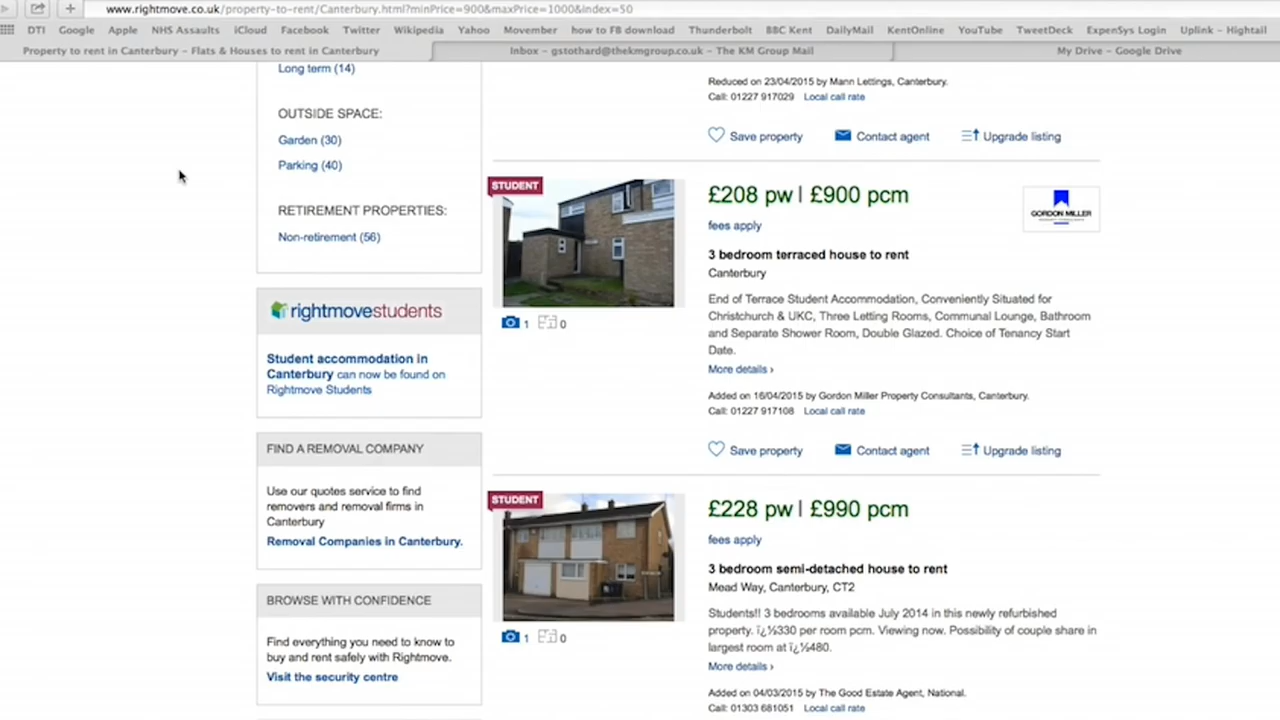 www.rightmove.co.uk/property-to-rent/Canterbury.html?minPrice=900&maxPrice=1000&index=50
DTI Google Apple NHS Assaults iCloud Facebook Twitter Wikipedia Yahoo Movember how to FB download Thunderbolt BBC Kent DailyMail KentOnline YouTube TweetDeck ExpenSys Login Uplink - Hightail
Property to rent in Canterbury - Flats & Houses to rent in Canterbury
Inbox - gstothard@thekmgroup.co.uk - The KM Group Mail
My Drive - Google Drive
Long term (14)
OUTSIDE SPACE:
Garden (30)
Parking (40)
RETIREMENT PROPERTIES:
Non-retirement (56)
rightmovestudents
Student accommodation in
Canterbury can now be found on
Rightmove Students
FIND A REMOVAL COMPANY
Use our quotes service to find
removers and removal firms in
Canterbury
Removal Companies in Canterbury.
BROWSE WITH CONFIDENCE
Find everything you need to know to
buy and rent safely with Rightmove.
Visit the security centre
Reduced on 23/04/2015 by Mann Lettings, Canterbury.
Call: 01227 917029 Local call rate
Save property Contact agent Upgrade listing
STUDENT
1 0
£208 pw | £900 pcm
GORDON MILLER
fees apply
3 bedroom terraced house to rent
Canterbury
End of Terrace Student Accommodation, Conveniently Situated for
Christchurch & UKC, Three Letting Rooms, Communal Lounge, Bathroom
and Separate Shower Room, Double Glazed. Choice of Tenancy Start
Date.
More details ›
Added on 16/04/2015 by Gordon Miller Property Consultants, Canterbury.
Call: 01227 917108 Local call rate
Save property Contact agent Upgrade listing
STUDENT
1 0
£228 pw | £990 pcm
fees apply
3 bedroom semi-detached house to rent
Mead Way, Canterbury, CT2
Students!! 3 bedrooms available July 2014 in this newly refurbished
property. ï¿½330 per room pcm. Viewing now. Possibility of couple share in
largest room at ï¿½480.
More details ›
Added on 04/03/2015 by The Good Estate Agent, National.
Call: 01303 681051 Local call rate